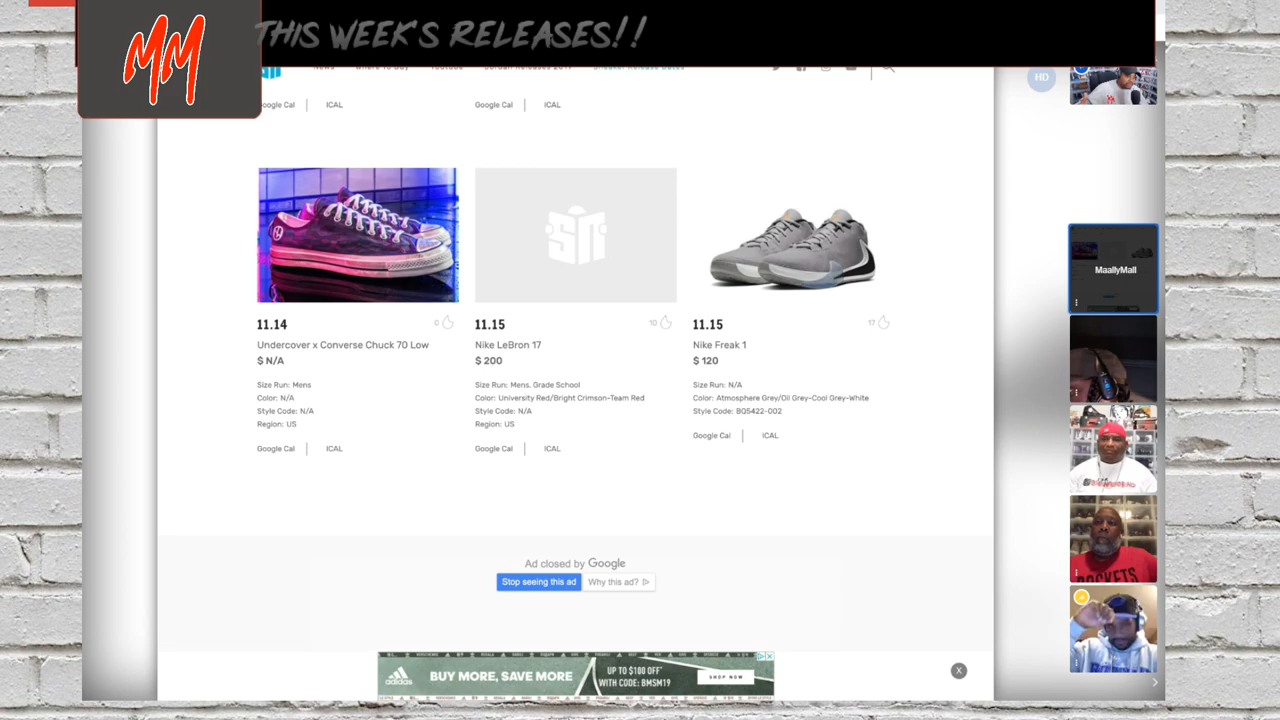 MM
THIS WEEK'S RELEASES!!
HD
Google Cal | ICAL
Google Cal | ICAL
SN
11.14
0
Undercover x Converse Chuck 70 Low
$ N/A
Size Run: Mens
Color: N/A
Style Code: N/A
Region: US
Google Cal | ICAL
11.15
10
Nike LeBron 17
$ 200
Size Run: Mens, Grade School
Color: University Red/Bright Crimson-Team Red
Style Code: N/A
Region: US
Google Cal | ICAL
11.15
17
Nike Freak 1
$ 120
Size Run: N/A
Color: Atmosphere Grey/Oil Grey-Cool Grey-White
Style Code: BQ5422-002
Google Cal | ICAL
MaallyMall
ROCKETS
Ad closed by Google
Stop seeing this ad
Why this ad?
adidas
BUY MORE, SAVE MORE
UP TO $100 OFF*
WITH CODE: BMSM19
SHOP NOW
X